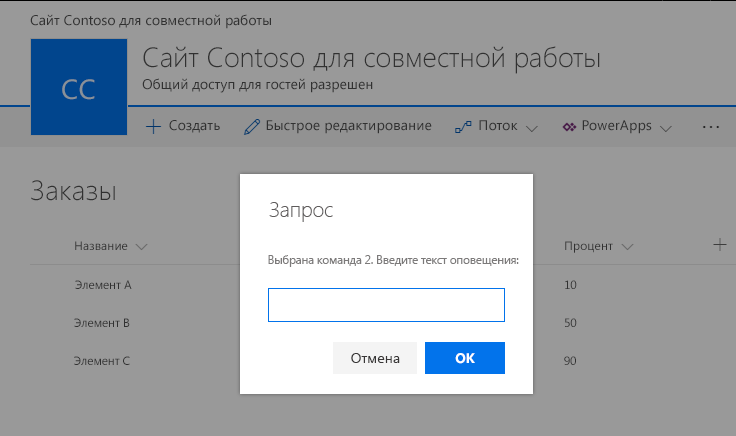 Сайт Contoso для совместной работы
CC
Сайт Contoso для совместной работы
Общий доступ для гостей разрешен
Создать Быстрое редактирование Поток PowerApps ...
Заказы
Запрос
Название Процент
Выбрана команда 2. Введите текст оповещения:
Элемент A 10
Элемент B 50
Отмена OK
Элемент C 90